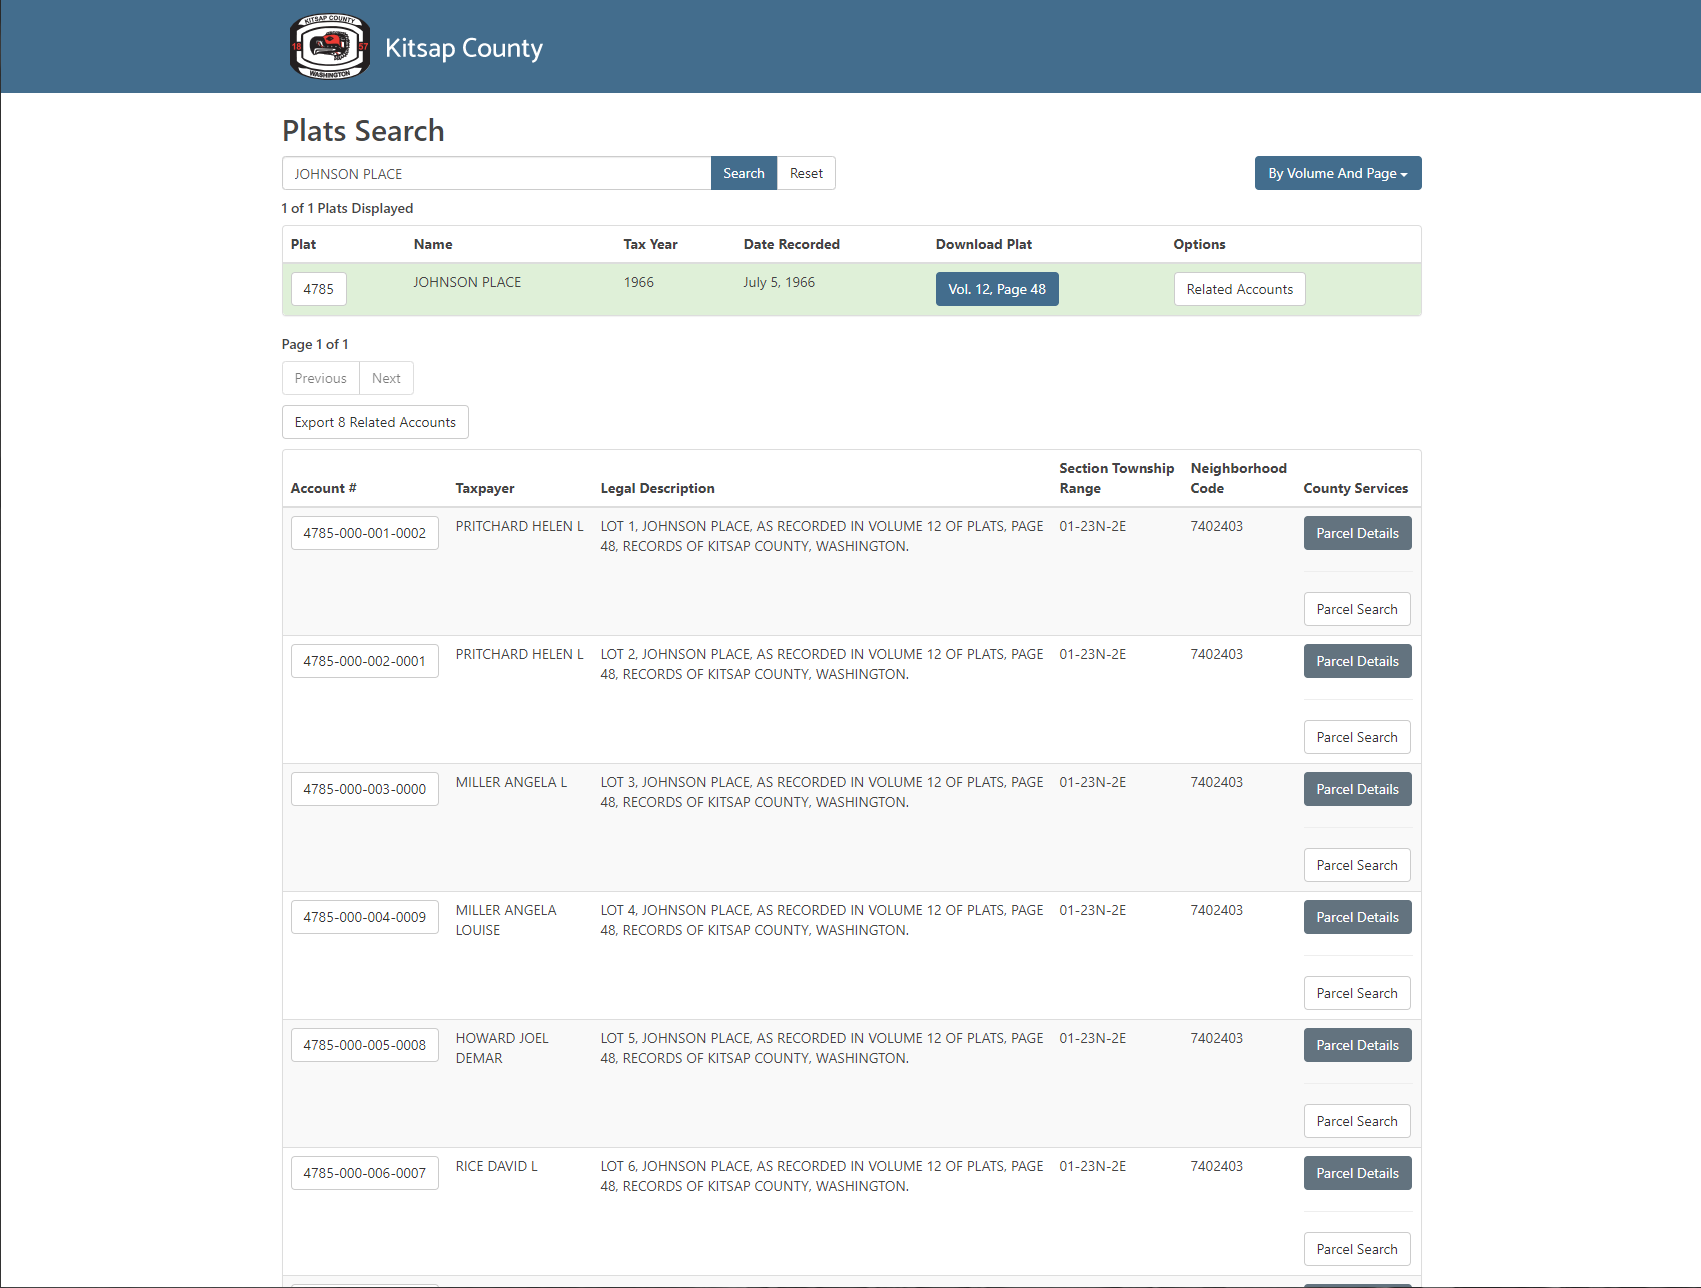 KITSAP COUNTY
18 57
WASHINGTON
Kitsap County
Plats Search
JOHNSON PLACE Search Reset By Volume And Page
1 of 1 Plats Displayed
Plat Name Tax Year Date Recorded Download Plat Options
4785 JOHNSON PLACE 1966 July 5, 1966 Vol. 12, Page 48 Related Accounts
Page 1 of 1
Previous Next
Export 8 Related Accounts
Account # Taxpayer Legal Description Section Township Range Neighborhood Code County Services
4785-000-001-0002 PRITCHARD HELEN L LOT 1, JOHNSON PLACE, AS RECORDED IN VOLUME 12 OF PLATS, PAGE 01-23N-2E 7402403 Parcel Details
48, RECORDS OF KITSAP COUNTY, WASHINGTON.
Parcel Search
4785-000-002-0001 PRITCHARD HELEN L LOT 2, JOHNSON PLACE, AS RECORDED IN VOLUME 12 OF PLATS, PAGE 01-23N-2E 7402403 Parcel Details
48, RECORDS OF KITSAP COUNTY, WASHINGTON.
Parcel Search
4785-000-003-0000 MILLER ANGELA L LOT 3, JOHNSON PLACE, AS RECORDED IN VOLUME 12 OF PLATS, PAGE 01-23N-2E 7402403 Parcel Details
48, RECORDS OF KITSAP COUNTY, WASHINGTON.
Parcel Search
4785-000-004-0009 MILLER ANGELA LOT 4, JOHNSON PLACE, AS RECORDED IN VOLUME 12 OF PLATS, PAGE 01-23N-2E 7402403 Parcel Details
LOUISE 48, RECORDS OF KITSAP COUNTY, WASHINGTON.
Parcel Search
4785-000-005-0008 HOWARD JOEL LOT 5, JOHNSON PLACE, AS RECORDED IN VOLUME 12 OF PLATS, PAGE 01-23N-2E 7402403 Parcel Details
DEMAR 48, RECORDS OF KITSAP COUNTY, WASHINGTON.
Parcel Search
4785-000-006-0007 RICE DAVID L LOT 6, JOHNSON PLACE, AS RECORDED IN VOLUME 12 OF PLATS, PAGE 01-23N-2E 7402403 Parcel Details
48, RECORDS OF KITSAP COUNTY, WASHINGTON.
Parcel Search